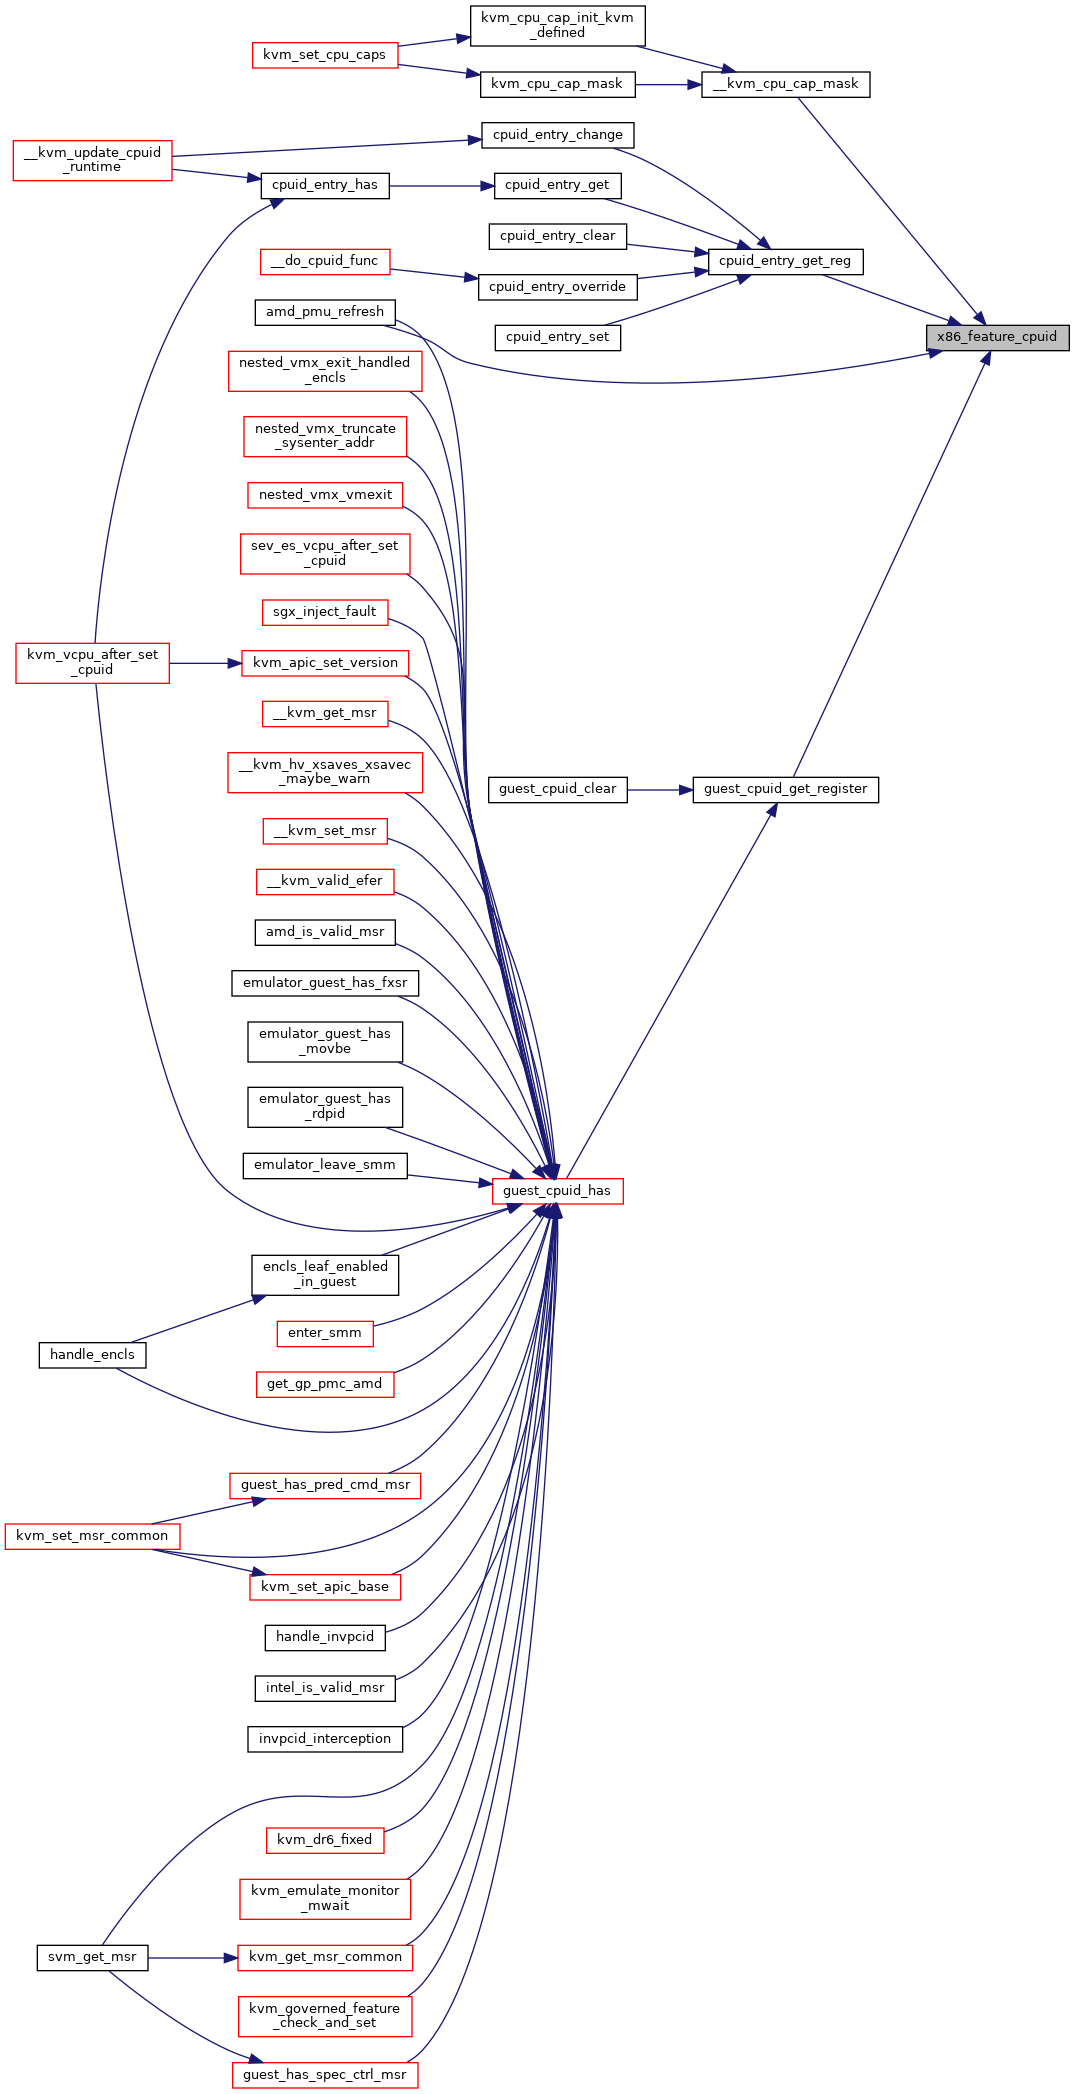 kvm_cpu_cap_init_kvm
_defined
kvm_set_cpu_caps
kvm_cpu_cap_mask
__kvm_cpu_cap_mask
cpuid_entry_change
__kvm_update_cpuid
_runtime
cpuid_entry_has
cpuid_entry_get
cpuid_entry_clear
__do_cpuid_func
cpuid_entry_get_reg
cpuid_entry_override
amd_pmu_refresh
cpuid_entry_set
x86_feature_cpuid
nested_vmx_exit_handled
_encls
nested_vmx_truncate
_sysenter_addr
nested_vmx_vmexit
sev_es_vcpu_after_set
_cpuid
sgx_inject_fault
kvm_vcpu_after_set
_cpuid
kvm_apic_set_version
__kvm_get_msr
__kvm_hv_xsaves_xsavec
_maybe_warn
guest_cpuid_clear
guest_cpuid_get_register
__kvm_set_msr
__kvm_valid_efer
amd_is_valid_msr
emulator_guest_has_fxsr
emulator_guest_has
_movbe
emulator_guest_has
_rdpid
emulator_leave_smm
guest_cpuid_has
encls_leaf_enabled
_in_guest
enter_smm
handle_encls
get_gp_pmc_amd
guest_has_pred_cmd_msr
kvm_set_msr_common
kvm_set_apic_base
handle_invpcid
intel_is_valid_msr
invpcid_interception
kvm_dr6_fixed
kvm_emulate_monitor
_mwait
svm_get_msr
kvm_get_msr_common
kvm_governed_feature
_check_and_set
guest_has_spec_ctrl_msr